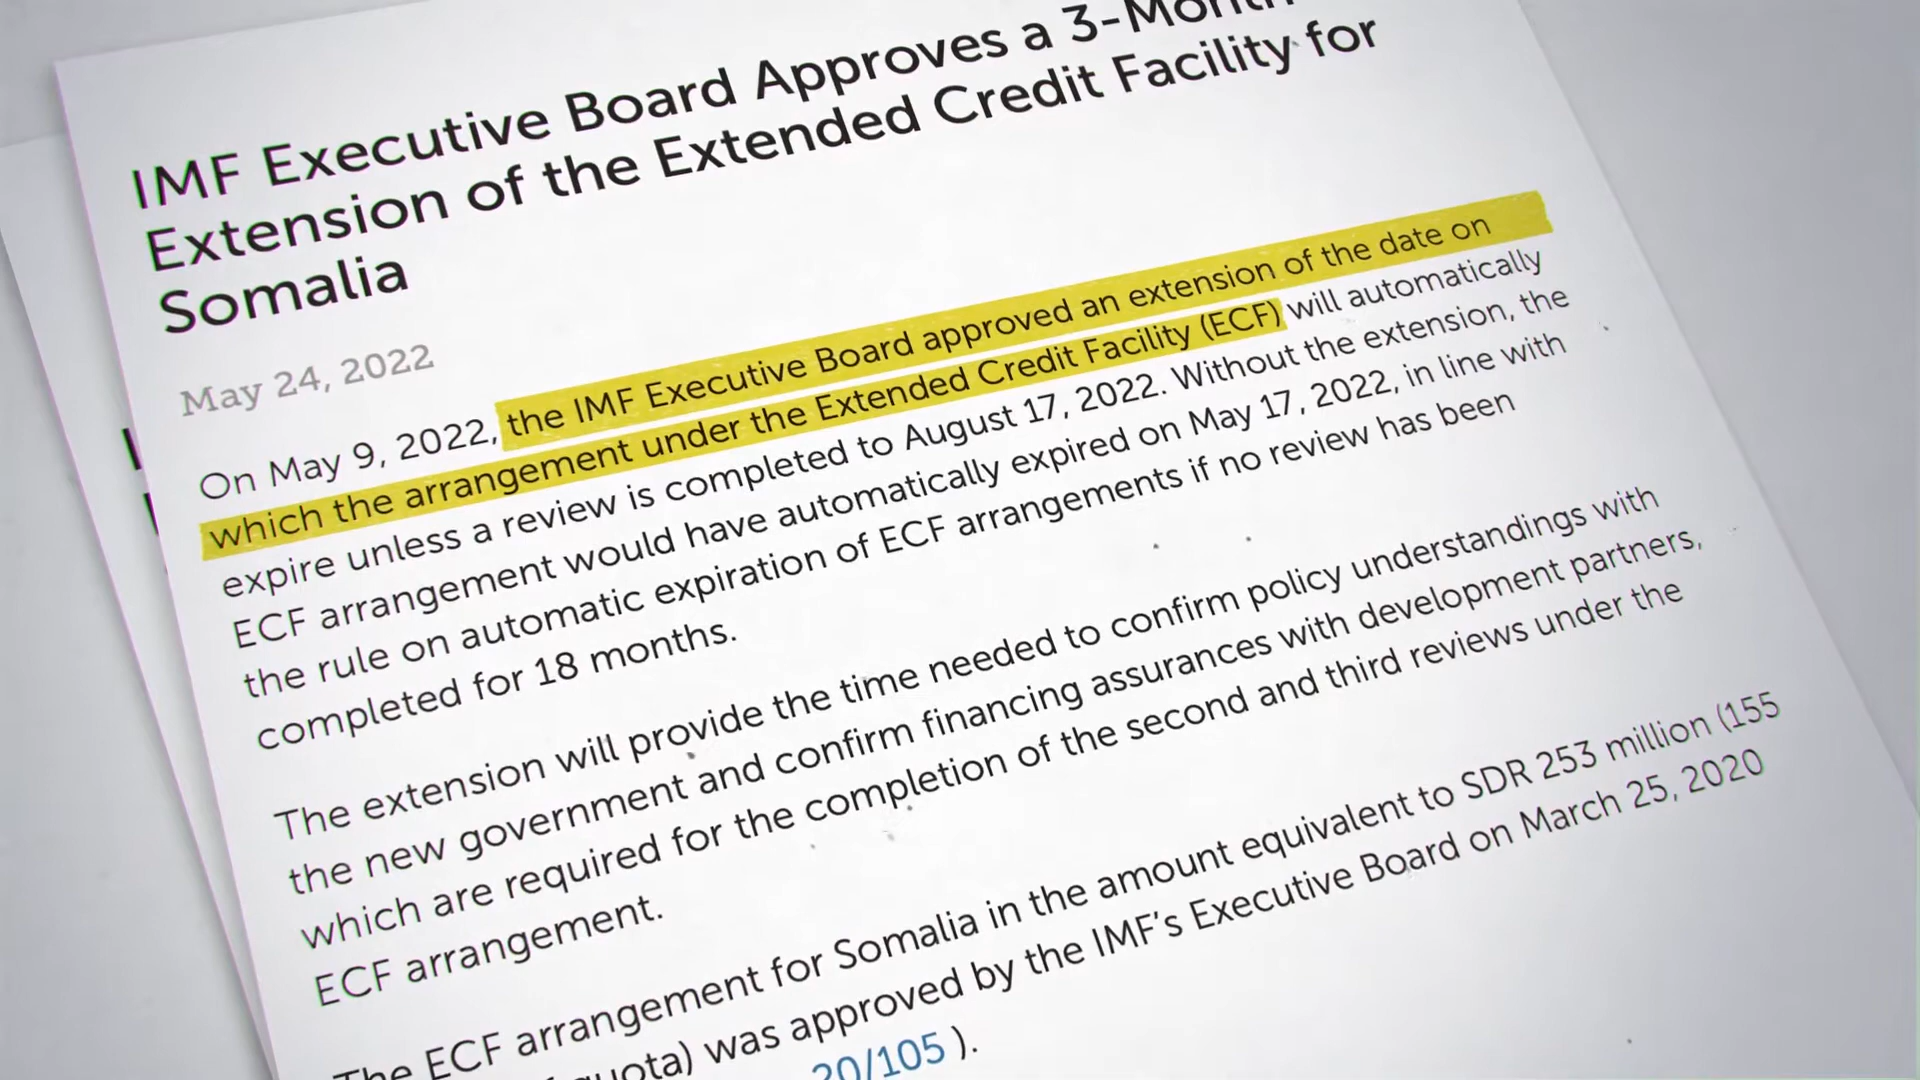 IMF Executive Board Approves a 3-Month
Extension of the Extended Credit Facility for
Somalia
May 24, 2022
On May 9, 2022, the IMF Executive Board approved an extension of the date on
which the arrangement under the Extended Credit Facility (ECF) will automatically
expire unless a review is completed to August 17, 2022. Without the extension, the
ECF arrangement would have automatically expired on May 17, 2022, in line with
the rule on automatic expiration of ECF arrangements if no review has been
completed for 18 months.
The extension will provide the time needed to confirm policy understandings with
the new government and confirm financing assurances with development partners,
which are required for the completion of the second and third reviews under the
ECF arrangement.
The ECF arrangement for Somalia in the amount equivalent to SDR 253 million (155
quota) was approved by the IMF's Executive Board on March 25, 2020
20/105 ).